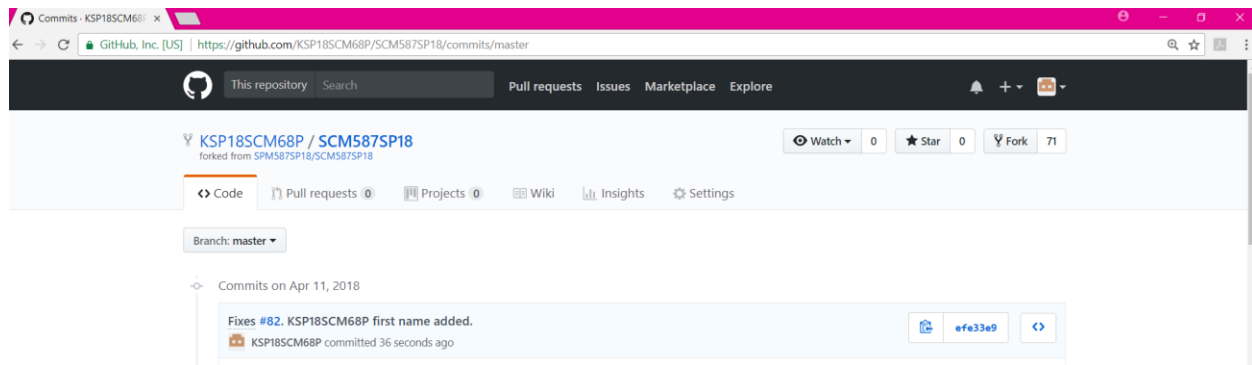 Commits · KSP18SCM68P
GitHub, Inc. [US] https://github.com/KSP18SCM68P/SCM587SP18/commits/master
This repository Search Pull requests Issues Marketplace Explore
KSP18SCM68P / SCM587SP18 Watch 0 Star 0 Fork 71
forked from SPM587SP18/SCM587SP18
Code Pull requests 0 Projects 0 Wiki Insights Settings
Branch: master
Commits on Apr 11, 2018
Fixes #82. KSP18SCM68P first name added.
efe33e9
KSP18SCM68P committed 36 seconds ago